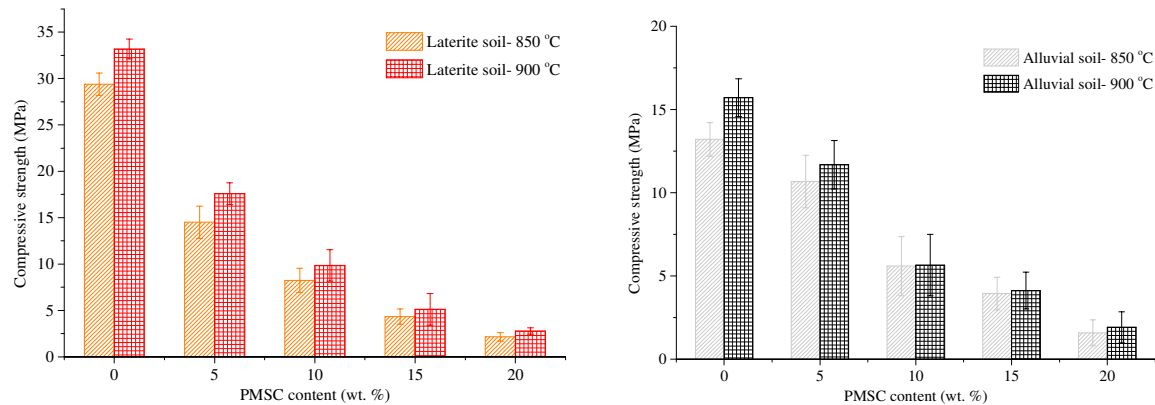 35
30
25
20
15
10
5
0
Compressive strength (MPa)
Laterite soil- 850 °C
Laterite soil- 900 °C
0 5 10 15 20
PMSC content (wt. %)
20
15
10
5
0
Compressive strength (MPa)
Alluvial soil- 850 °C
Alluvial soil- 900 °C
0 5 10 15 20
PMSC content (wt. %)